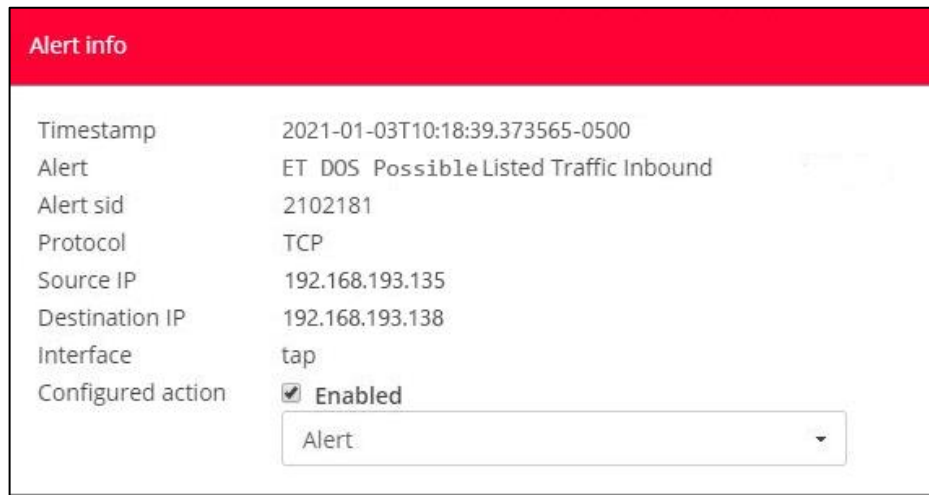 Alert info
Timestamp 2021-01-03T10:18:39.373565-0500
Alert ET DOS Possible Listed Traffic Inbound
Alert sid 2102181
Protocol TCP
Source IP 192.168.193.135
Destination IP 192.168.193.138
Interface tap
Configured action Enabled
Alert